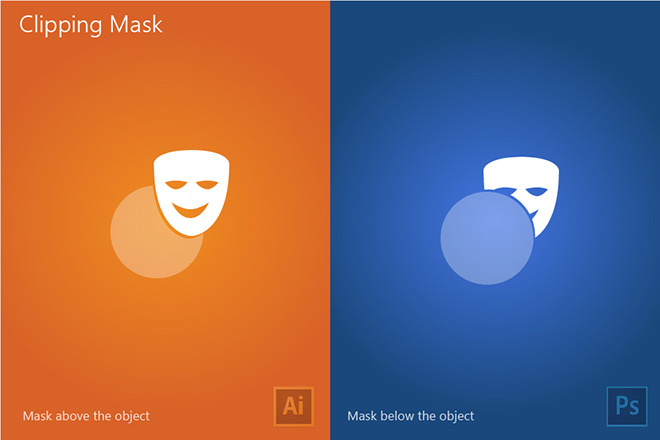 Clipping Mask
Mask above the object
Ai
Mask below the object
Ps